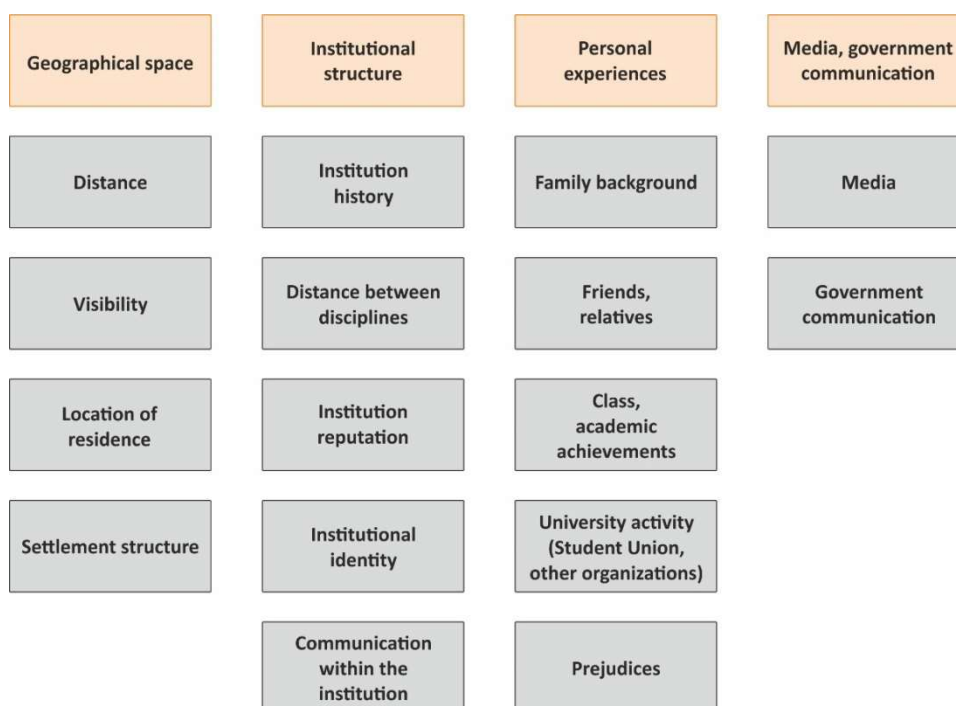 Geographical space
Institutional
structure
Personal
experiences
Media, government
communication
Distance
Institution
history
Family background
Media
Visibility
Distance between
disciplines
Friends,
relatives
Government
communication
Location of
residence
Institution
reputation
Class,
academic
achievements
Settlement structure
Institutional
identity
University activity
(Student Union,
other organizations)
Communication
within the
institution
Prejudices